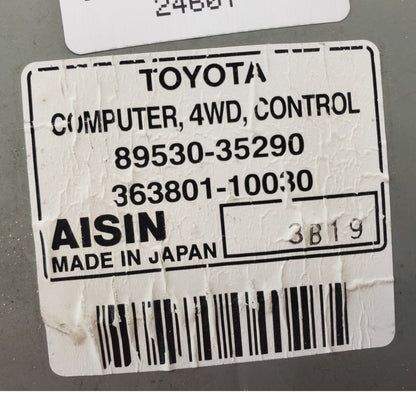 24601
TOYOTA
COMPUTER, 4WD, CONTROL
89530-35290
363801-10030
AISIN
3B19
MADE IN JAPAN